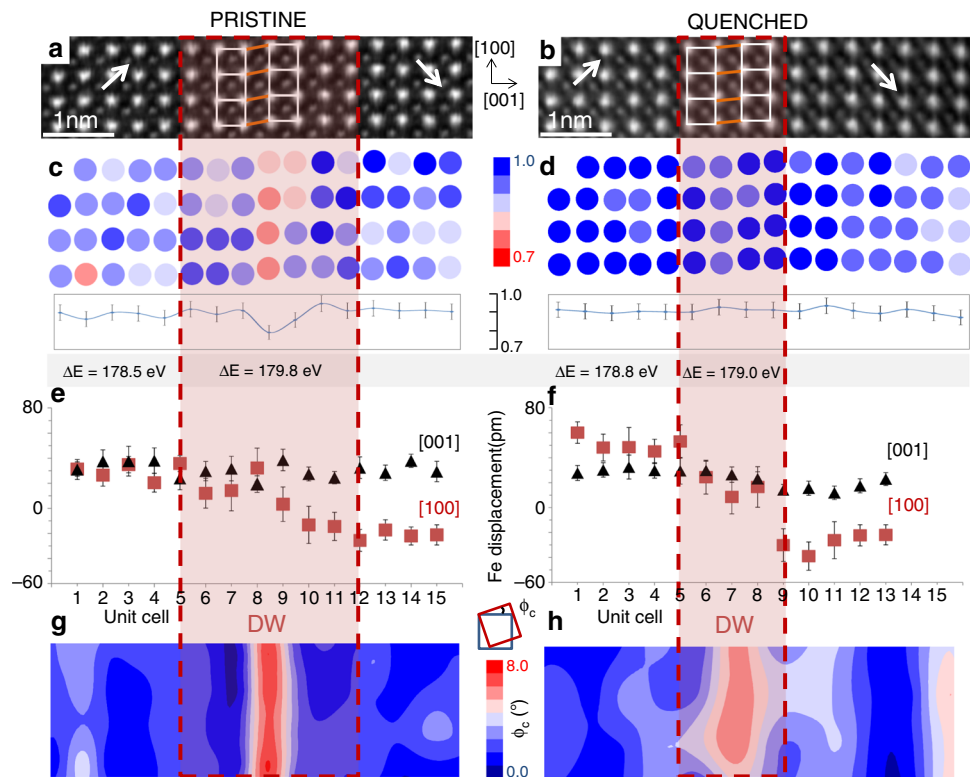 PRISTINE
QUENCHED
a
[100]
[001]
b
1nm
1nm
c
1.0
0.7
d
1.0
0.7
ΔE = 178.5 eV
ΔE = 179.8 eV
ΔE = 178.8 eV
ΔE = 179.0 eV
e
80
[001]
[100]
0
−60
1 2 3 4 5 6 7 8 9 10 11 12 13 14 15
Unit cell
f
Fe displacement(pm)
80
[001]
[100]
0
−60
1 2 3 4 5 6 7 8 9 10 11 12 13 14 15
Unit cell
g
DW
ϕc
h
DW
8.0
ϕc (°)
0.0